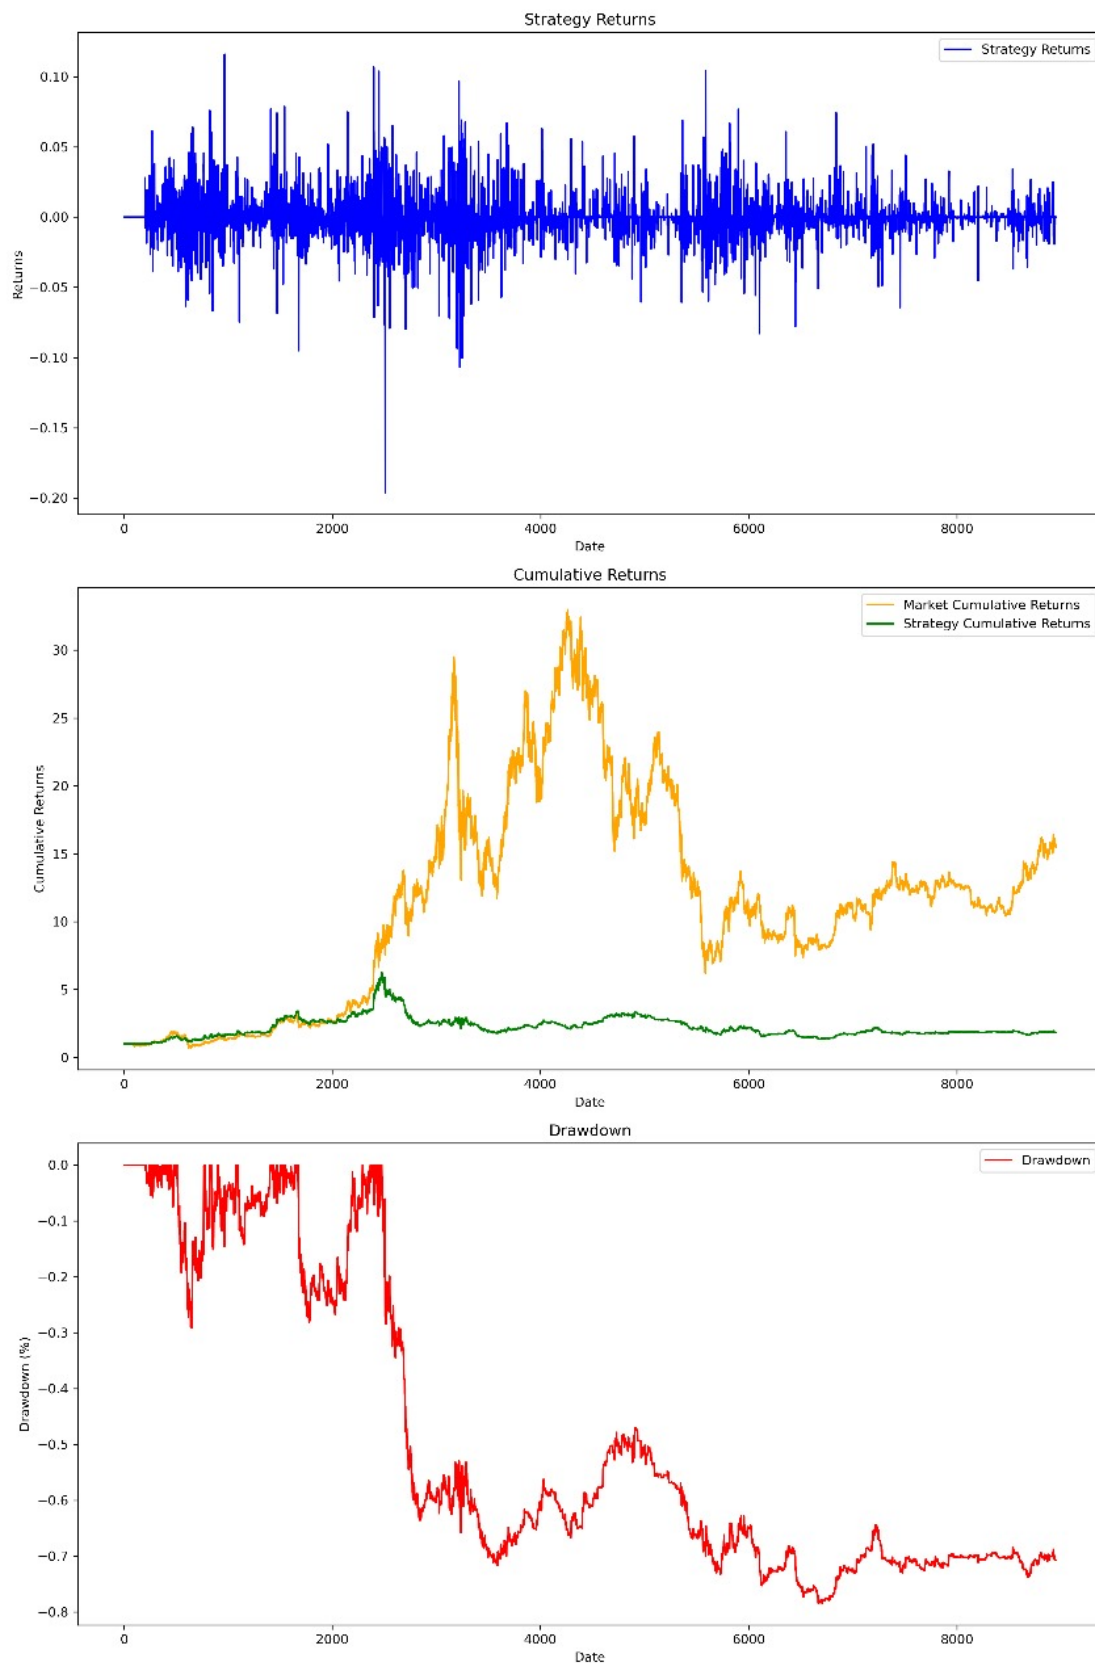 Strategy Returns
Strategy Returns
0.10
0.05
0.00
−0.05
−0.10
−0.15
−0.20
Returns
0 2000 4000 6000 8000
Date
Cumulative Returns
Market Cumulative Returns
Strategy Cumulative Returns
30
25
20
15
10
5
0
Cumulative Returns
0 2000 4000 6000 8000
Date
Drawdown
Drawdown
0.0
−0.1
−0.2
−0.3
−0.4
−0.5
−0.6
−0.7
−0.8
Drawdown (%)
0 2000 4000 6000 8000
Date